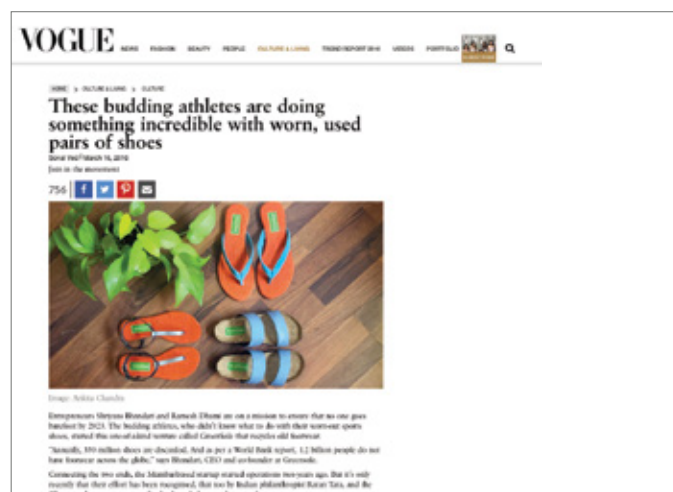 VOGUE NEWS FASHION BEAUTY PEOPLE CULTURE & LIVING TREND REPORT VIDEOS PORTFOLIO
HOME > CULTURE & LIVING > CULTURE
These budding athletes are doing
something incredible with worn, used
pairs of shoes
March 15,
Join in the movement
756
Image: Ankita Chandra
Entrepreneurs Shriyans Bhandari and Ramesh Dhami are on a mission to ensure that no one goes
barefoot by 2023. The budding athletes, who didn't know what to do with their worn-out sports
shoes, started this one-of-a-kind venture called Greensole that recycles old footwear.
"Annually, 350 million shoes are discarded. And as per a World Bank report, 1.2 billion people do not
have footwear across the globe," says Bhandari, CEO and co-founder at Greensole.
Connecting the two ends, the Mumbai-based startup started operations two years ago. But it's only
recently that their effort has been recognised, that too by Indian philanthropist Ratan Tata, and the